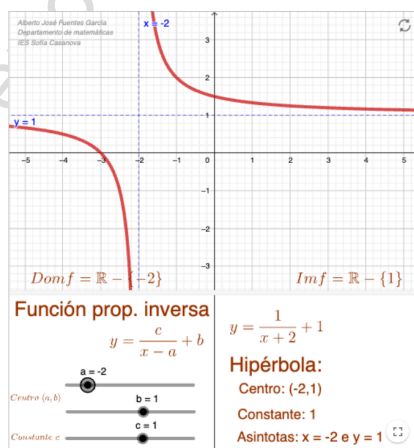 Alberto José Fuentes García
Departamento de matemáticas
IES Sofía Casanova
x = -2
3
2
1
y = 1
-5 -4 -3 -2 -1 0 1 2 3 4 5
-1
-2
-3
Domf = ℝ − {−2}
Imf = ℝ − {1}
Función prop. inversa
y = c/(x − a) + b
y = 1/(x + 2) + 1
a = -2
Centro (a, b)
b = 1
c = 1
Constante c
Hipérbola:
Centro: (-2,1)
Constante: 1
Asintotas: x = -2 e y = 1